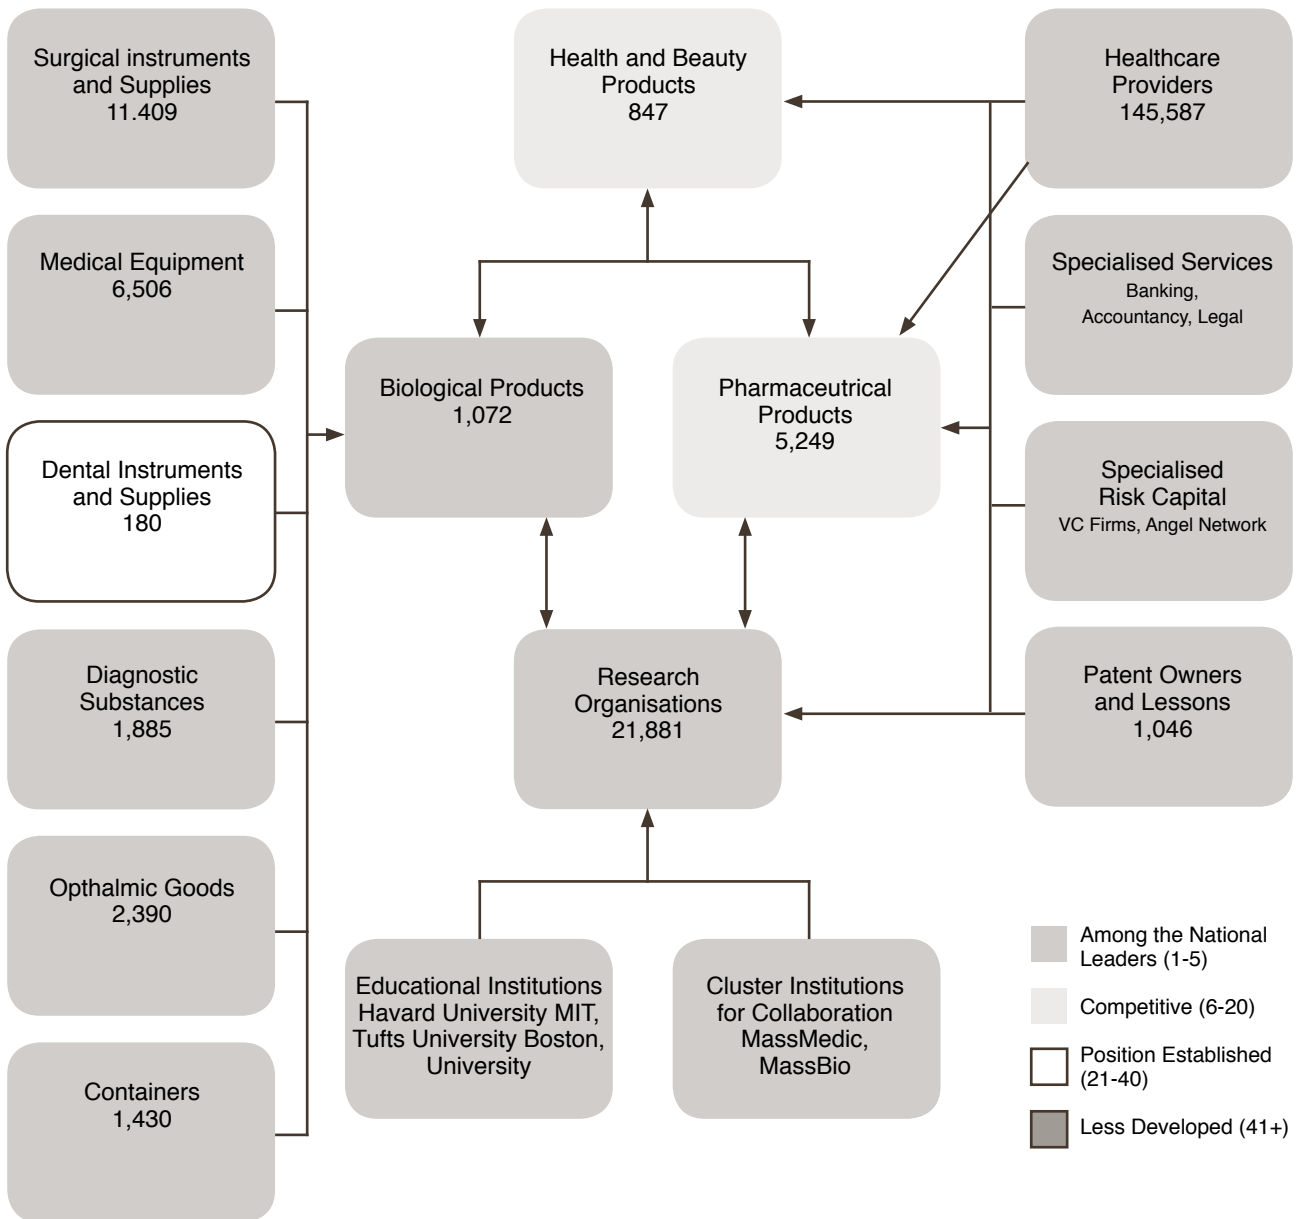 Surgical instruments
and Supplies
11.409
Medical Equipment
6,506
Dental Instruments
and Supplies
180
Diagnostic
Substances
1,885
Opthalmic Goods
2,390
Containers
1,430
Health and Beauty
Products
847
Biological Products
1,072
Pharmaceutrical
Products
5,249
Research
Organisations
21,881
Educational Institutions
Havard University MIT,
Tufts University Boston,
University
Cluster Institutions
for Collaboration
MassMedic,
MassBio
Healthcare
Providers
145,587
Specialised Services
Banking,
Accountancy, Legal
Specialised
Risk Capital
VC Firms, Angel Network
Patent Owners
and Lessons
1,046
Among the National
Leaders (1-5)
Competitive (6-20)
Position Established
(21-40)
Less Developed (41+)